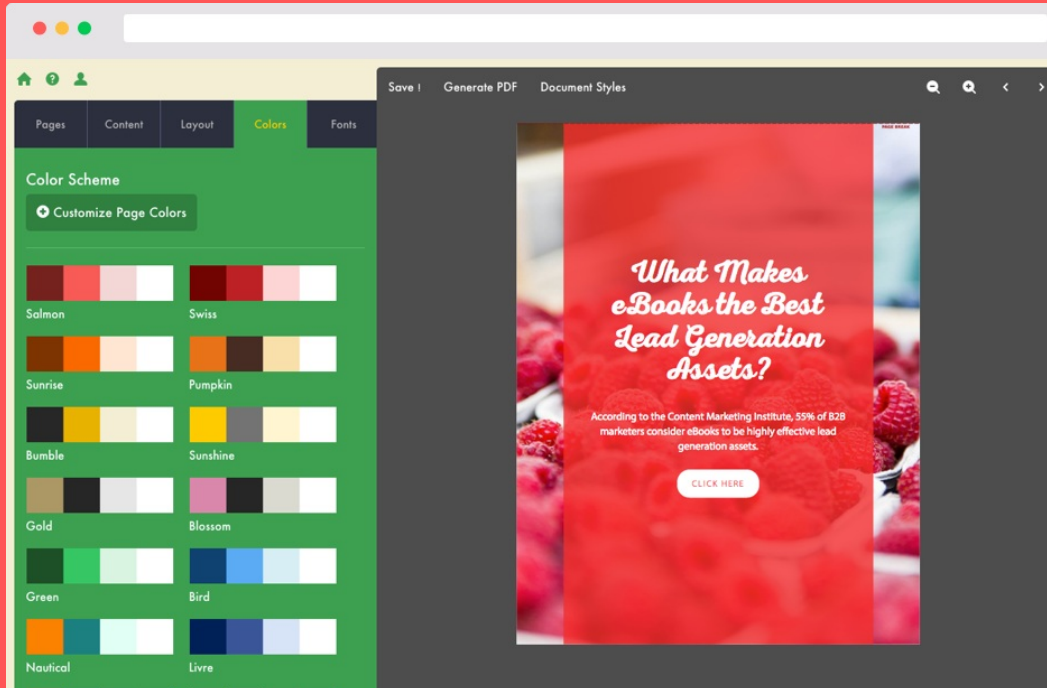 Save !
Generate PDF
Document Styles
Pages
Content
Layout
Colors
Fonts
Color Scheme
Customize Page Colors
Salmon
Swiss
Sunrise
Pumpkin
Bumble
Sunshine
Gold
Blossom
Green
Bird
Nautical
Livre
PAGE BREAK
What Makes
eBooks the Best
Lead Generation
Assets?
According to the Content Marketing Institute, 55% of B2B
marketers consider eBooks to be highly effective lead
generation assets.
CLICK HERE